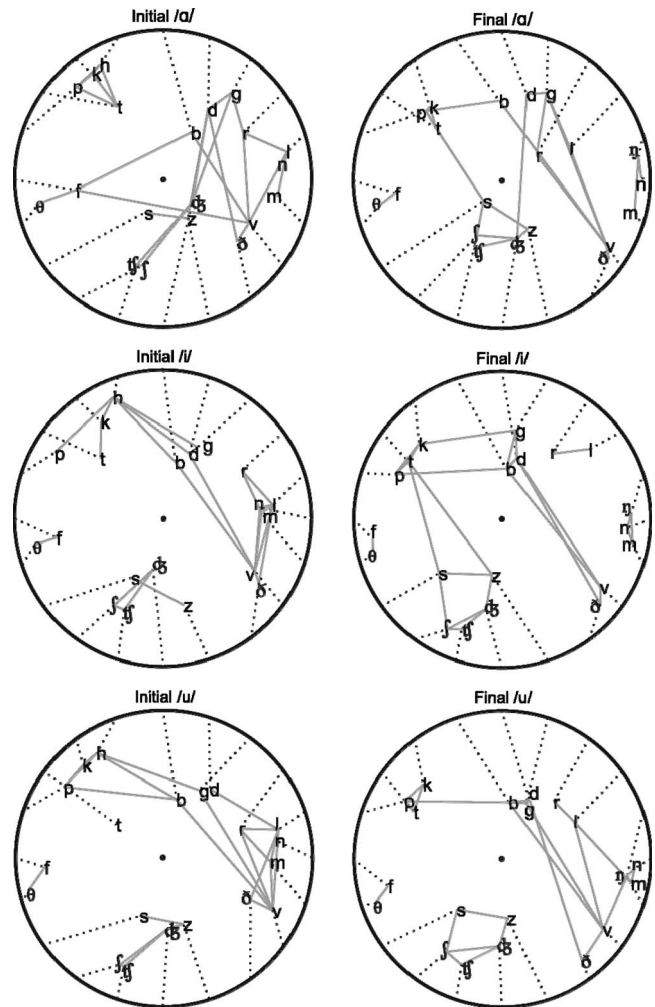 Initial /ɑ/
h
k
p
t
g
d
b
r
l
n
m
f
θ
s
ʤ
z
v
ð
ʧ ʃ
Final /ɑ/
d g
p k
b
t
r
l
ŋ
n
m
f
θ
s
z
ʃ
ʤ
ʧ
v
ð
Initial /i/
h
k
p
t
g
d
b
r
n l
m
f
θ
s
ʤ
z
ʃ
ʧ
v
ð
Final /i/
g
k
t
p
d
b
r
l
ŋ
n
m
f
θ
s
z
ʤ
ʃ
ʧ
v
ð
Initial /u/
h
k
p
t
b
g d
r
l
n
m
f
θ
s
ʤ z
ʃ
ʧ
ð
v
Final /u/
k
p
t
b
d
g
r
l
n
ŋ
m
f
θ
s
z
ʃ
ʤ
ʧ
v
ð